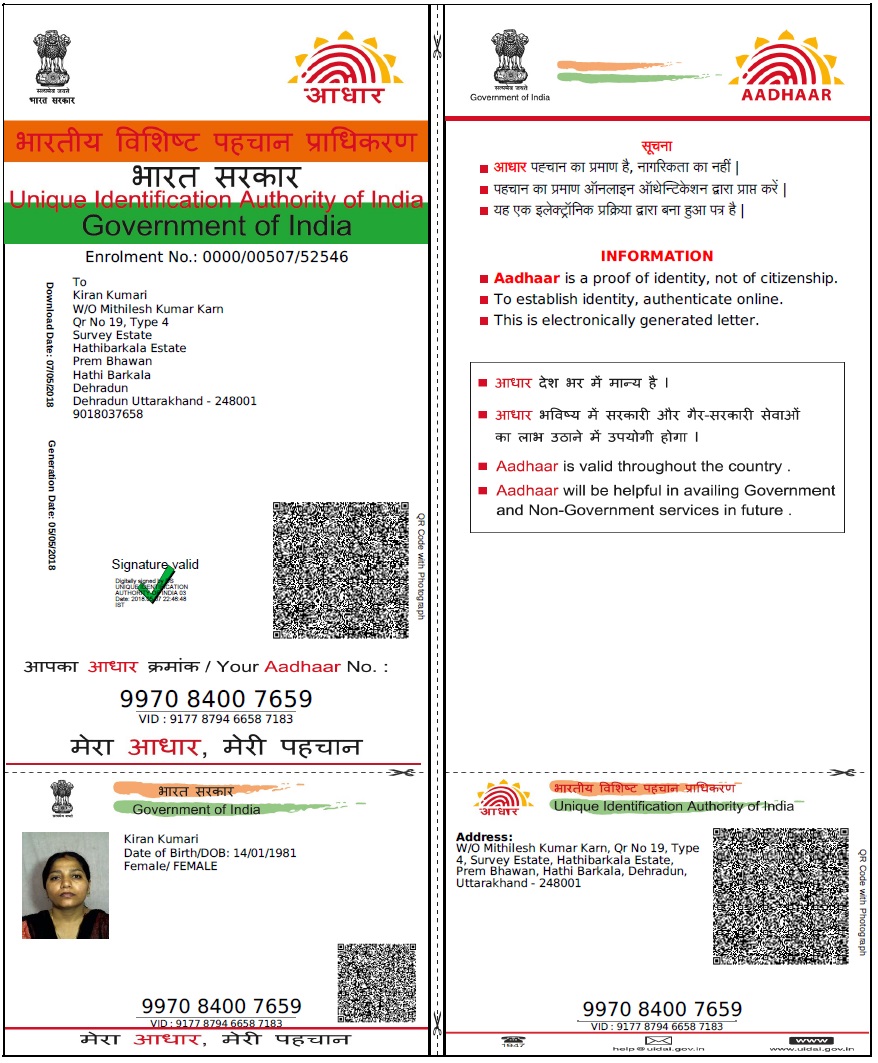 सत्यमेव जयते
भारत सरकार
आधार
भारतीय विशिष्ट पहचान प्राधिकरण
भारत सरकार
Unique Identification Authority of India
Government of India
Enrolment No.: 0000/00507/52546
Download Date: 07/05/2018
Generation Date: 05/05/2018
To
Kiran Kumari
W/O Mithilesh Kumar Karn
Qr No 19, Type 4
Survey Estate
Hathibarkala Estate
Prem Bhawan
Hathi Barkala
Dehradun
Dehradun Uttarakhand - 248001
9018037658
QR Code with Photograph
Signature valid
Digitally signed by DS
UNIQUE IDENTIFICATION
AUTHORITY OF INDIA 03
22:46:48
IST
आपका आधार क्रमांक / Your Aadhaar No. :
9970 8400 7659
VID : 9177 8794 6658 7183
मेरा आधार, मेरी पहचान
भारत सरकार
Government of India
Kiran Kumari
Date of Birth/DOB: 14/01/1981
Female/ FEMALE
9970 8400 7659
VID : 9177 8794 6658 7183
मेरा आधार, मेरी पहचान
सत्यमेव जयते
Government of India
AADHAAR
सूचना
आधार पहचान का प्रमाण है, नागरिकता का नहीं |
पहचान का प्रमाण ऑनलाइन ऑथेन्टिकेशन द्वारा प्राप्त करें |
यह एक इलेक्ट्रॉनिक प्रक्रिया द्वारा बना हुआ पत्र है |
INFORMATION
Aadhaar is a proof of identity, not of citizenship.
To establish identity, authenticate online.
This is electronically generated letter.
आधार देश भर में मान्य है ।
आधार भविष्य में सरकारी और गैर-सरकारी सेवाओं
का लाभ उठाने में उपयोगी होगा ।
Aadhaar is valid throughout the country .
Aadhaar will be helpful in availing Government
and Non-Government services in future .
आधार
भारतीय विशिष्ट पहचान प्राधिकरण
Unique Identification Authority of India
Address:
W/O Mithilesh Kumar Karn, Qr No 19, Type
4, Survey Estate, Hathibarkala Estate,
Prem Bhawan, Hathi Barkala, Dehradun,
Uttarakhand - 248001
QR Code with Photograph
9970 8400 7659
VID : 9177 8794 6658 7183
1947
help@uidai.gov.in
www
www.uidai.gov.in